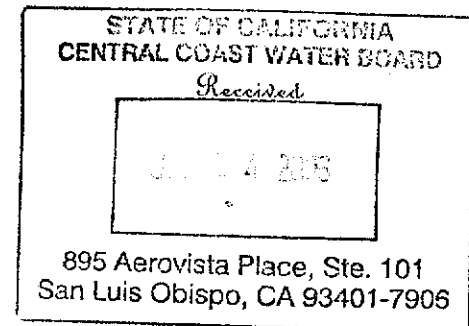 STATE OF CALIFORNIA
CENTRAL COAST WATER BOARD
Received
895 Aerovista Place, Ste. 101
San Luis Obispo, CA 93401-7906